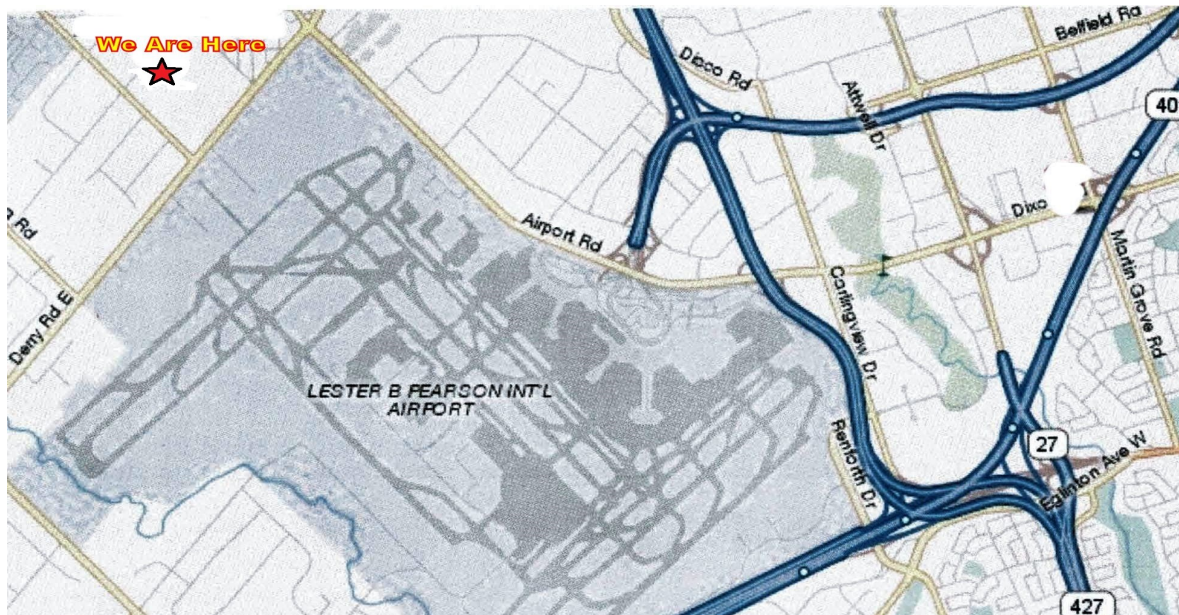 We Are Here
Belfield Rd
Disco Rd
Attwell Dr
40
Dixo
Airport Rd
Martin Grove Rd
Rd
Derry Rd E
Carlingview Dr
LESTER B PEARSON INT'L
AIRPORT
Renforth Dr
27
Eglinton Ave W
427